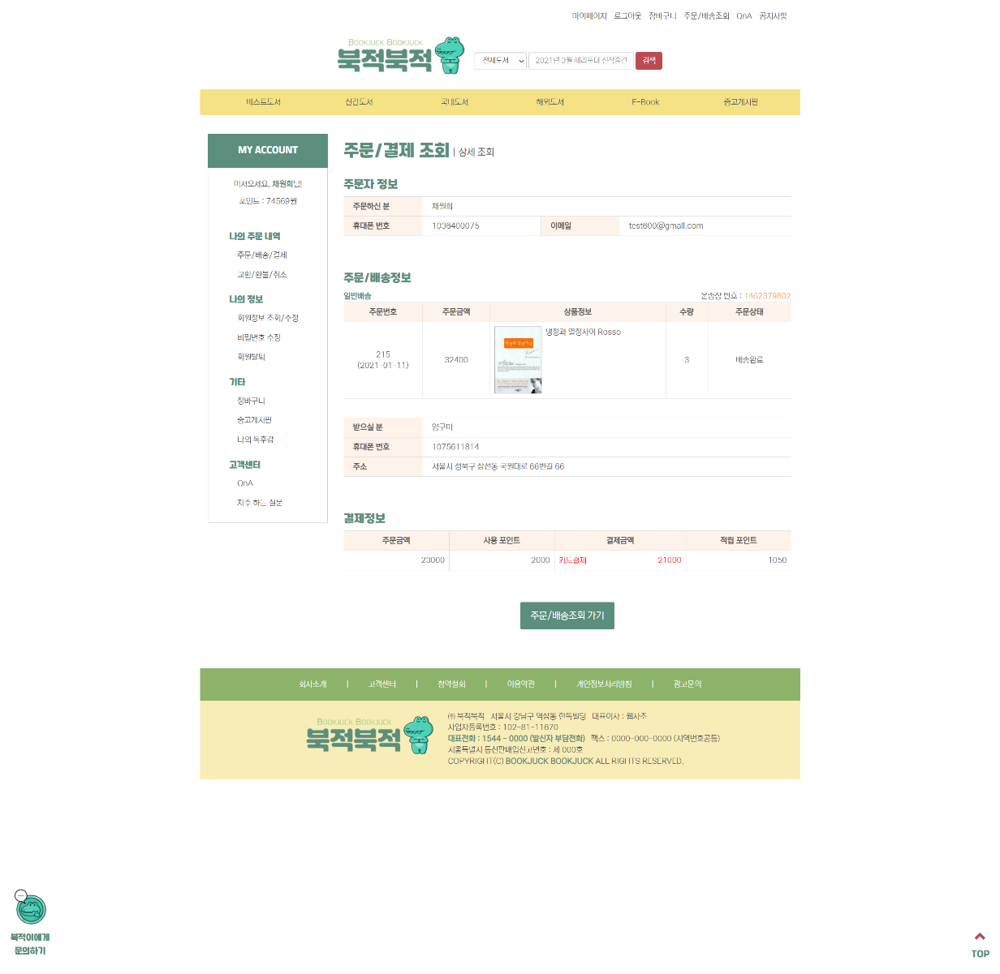 마이페이지 로그아웃 장바구니 주문/배송조회 QnA 공지사항
BOOKJUCK BOOKJUCK
북적북적
전체도서 2021년 3월 해리포터 신작출간 검색
베스트도서 신간도서 국내도서 해외도서 E-Book 중고게시판
MY ACCOUNT
어서오세요, 채원희님!
포인트 : 74569원
나의 주문 내역
주문/배송/결제
교환/환불/취소
나의 정보
회원정보 조회/수정
비밀번호 수정
회원탈퇴
기타
장바구니
중고게시판
나의 독후감
고객센터
QnA
자주 하는 질문
주문/결제 조회 | 상세 조회
주문자 정보
주문하신 분 채원희
휴대폰 번호 1036400075 이메일 test600@gmail.com
주문/배송정보
일반배송 운송장 번호 : 1462379802
주문번호 주문금액 상품정보 수량 주문상태
215
(2021-01-11) 32400 냉정과 열정사이 Rosso 3 배송완료
받으실 분 양구미
휴대폰 번호 1075611814
주소 서울시 성북구 삼선동 국원대로 66번길 66
결제정보
주문금액 사용 포인트 결제금액 적립 포인트
23000 2000 카드결제 21000 1050
주문/배송조회 가기
회사소개 | 고객센터 | 청약철회 | 이용약관 | 개인정보처리방침 | 광고문의
BOOKJUCK BOOKJUCK
북적북적
㈜ 북적북적 서울시 강남구 역삼동 한독빌딩 대표이사 : 웹사조
사업자등록번호 : 102-81-11670
대표전화 : 1544 - 0000 (발신자 부담전화) 팩스 : 0000-000-0000 (지역번호공통)
서울특별시 통신판매업신고번호 : 제 000호
COPYRIGHT(C) BOOKJUCK BOOKJUCK ALL RIGHTS RESERVED.
북적이에게
문의하기
TOP